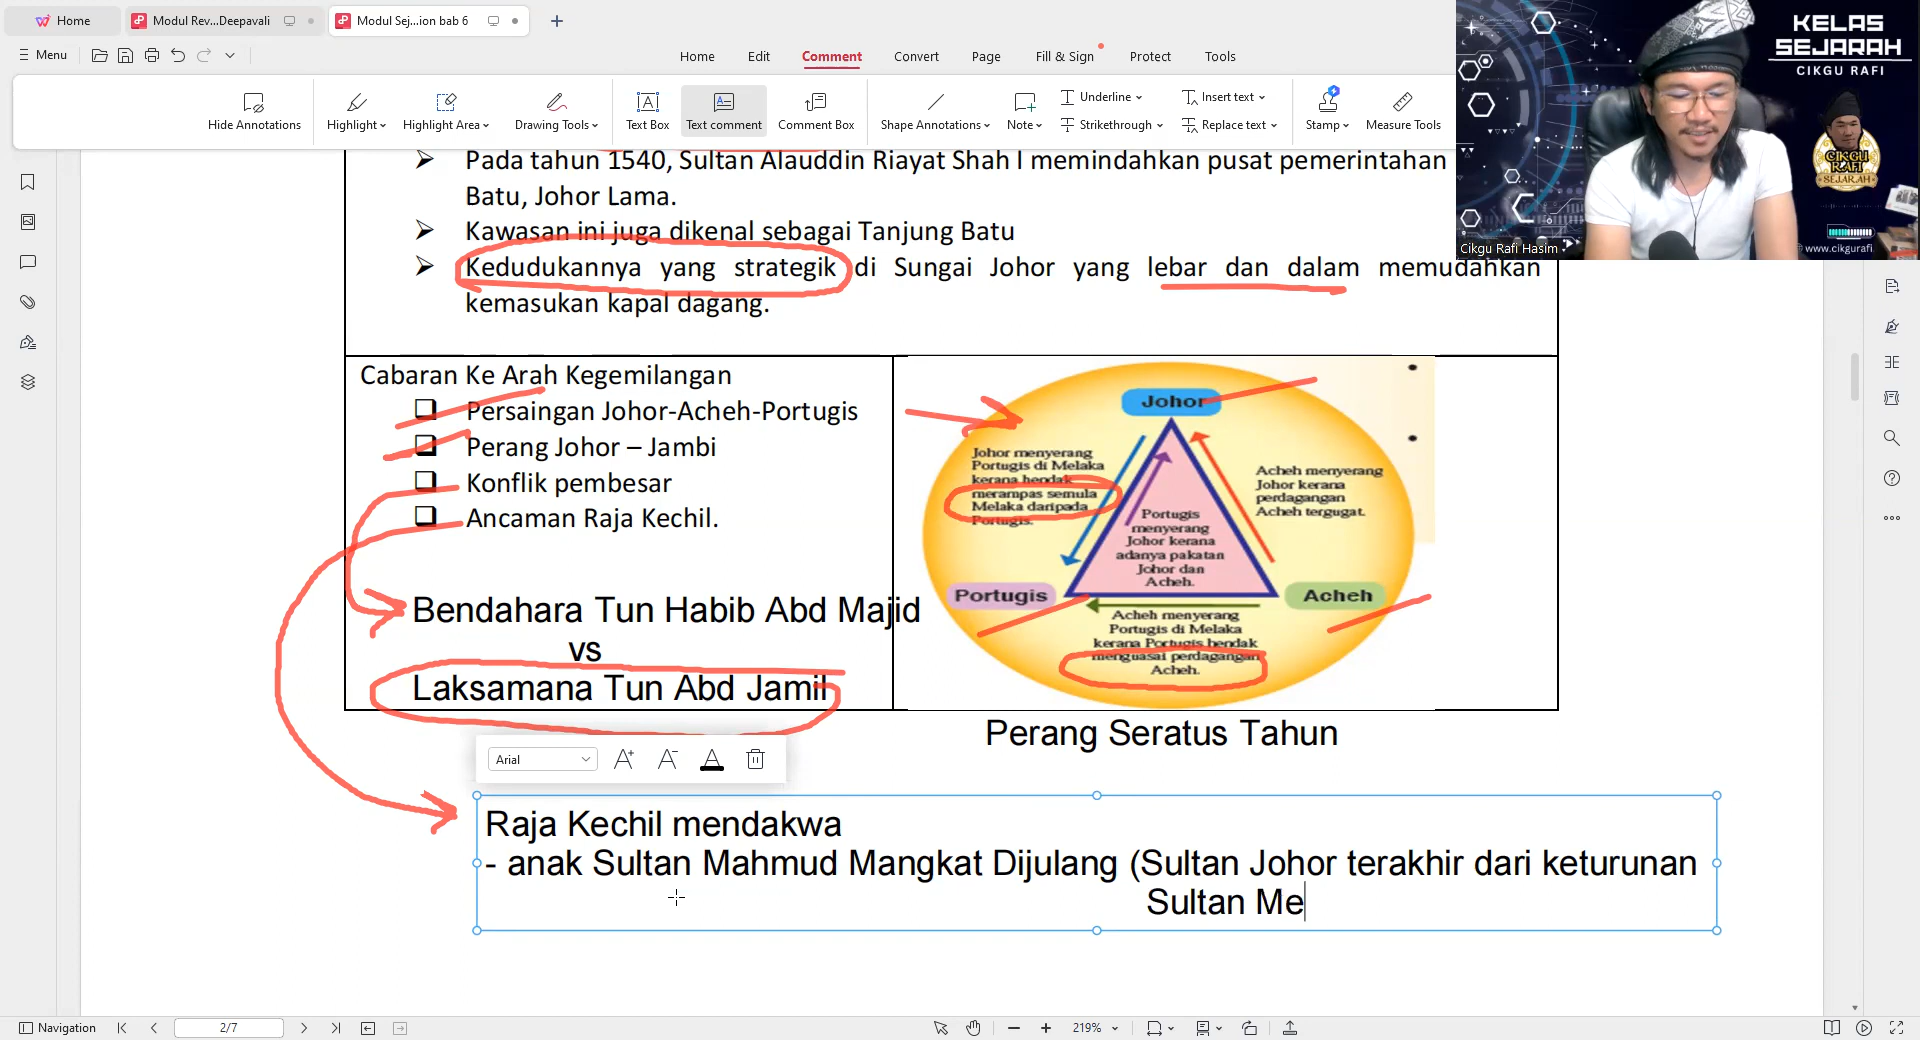 Home
Modul Rev...Deepavali
Modul Sej...ion bab 6
Menu
Home
Edit
Comment
Convert
Page
Fill & Sign
Protect
Tools
Hide Annotations
Highlight
Highlight Area
Drawing Tools
Text Box
Text comment
Comment Box
Shape Annotations
Note
Underline
Strikethrough
Insert text
Replace text
Stamp
Measure Tools
KELAS
SEJARAH
CIKGU RAFI
CIKGU
RAFI
SEJARAH
Cikgu Rafi Hasim
www.cikgurafi
Pada tahun 1540, Sultan Alauddin Riayat Shah I memindahkan pusat pemerintahan
Batu, Johor Lama.
Kawasan ini juga dikenal sebagai Tanjung Batu
Kedudukannya yang strategik di Sungai Johor yang lebar dan dalam memudahkan
kemasukan kapal dagang.
Cabaran Ke Arah Kegemilangan
Persaingan Johor-Acheh-Portugis
Perang Johor – Jambi
Konflik pembesar
Ancaman Raja Kechil.
Bendahara Tun Habib Abd Majid
vs
Laksamana Tun Abd Jamil
Johor
Johor menyerang
Portugis di Melaka
kerana hendak
merampas semula
Melaka daripada
Portugis.
Acheh menyerang
Johor kerana
perdagangan
Acheh tergugat.
Portugis
menyerang
Johor kerana
adanya pakatan
Johor dan
Acheh.
Portugis
Acheh
Acheh menyerang
Portugis di Melaka
kerana Portugis hendak
menguasai perdagangan
Acheh.
Perang Seratus Tahun
Arial
Raja Kechil mendakwa
- anak Sultan Mahmud Mangkat Dijulang (Sultan Johor terakhir dari keturunan
Sultan Me
Navigation
2/7
219%